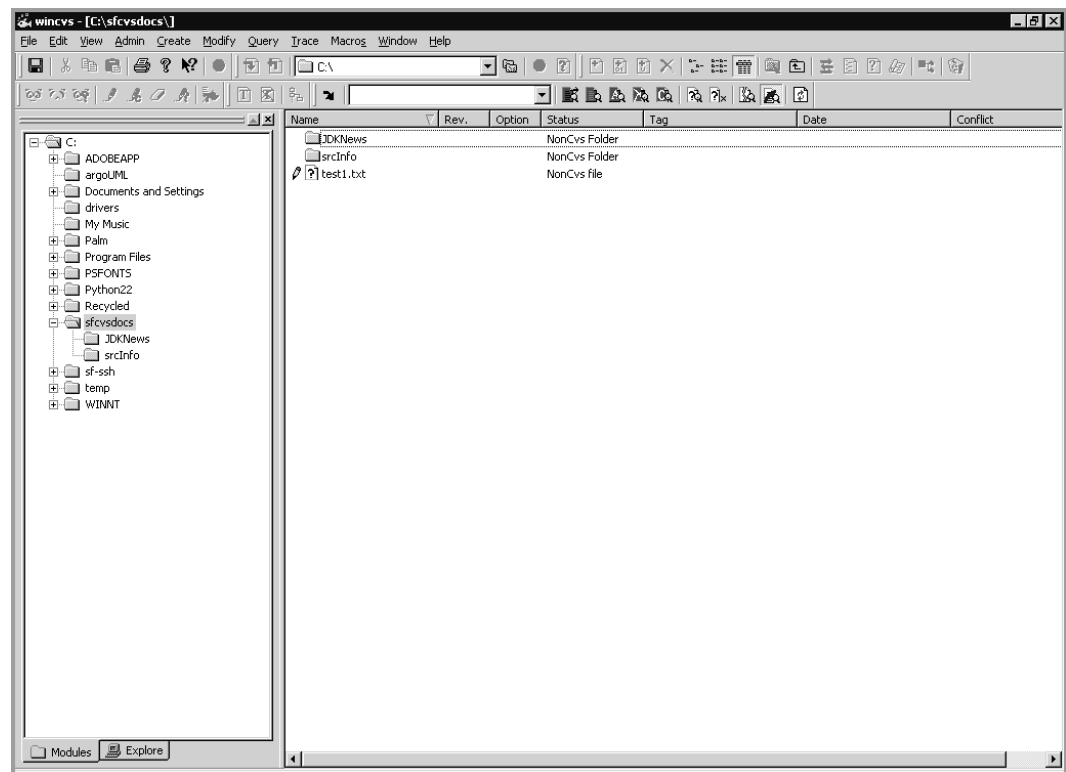 wincvs - [C:\sfcvsdocs\]
File Edit View Admin Create Modify Query Trace Macros Window Help
C:\
Name Rev. Option Status Tag Date Conflict
C:
ADOBEAPP
argoUML
Documents and Settings
drivers
My Music
Palm
Program Files
PSFONTS
Python22
Recycled
sfcvsdocs
JDKNews
srcInfo
sf-ssh
temp
WINNT
JDKNews NonCvs Folder
srcInfo NonCvs Folder
test1.txt NonCvs file
Modules Explore